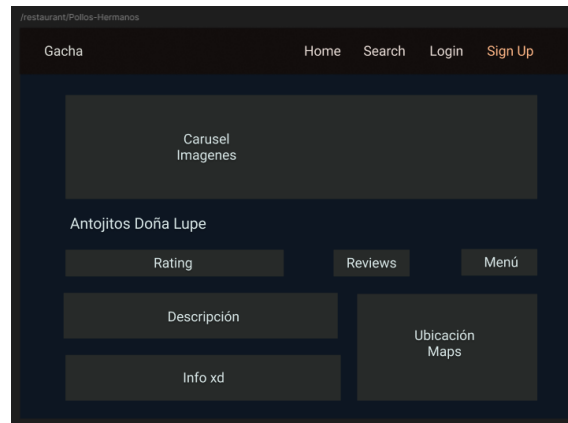 /restaurant/Pollos-Hermanos
Gacha Home Search Login Sign Up
Carusel
Imagenes
Antojitos Doña Lupe
Rating Reviews Menú
Descripción
Ubicación
Maps
Info xd